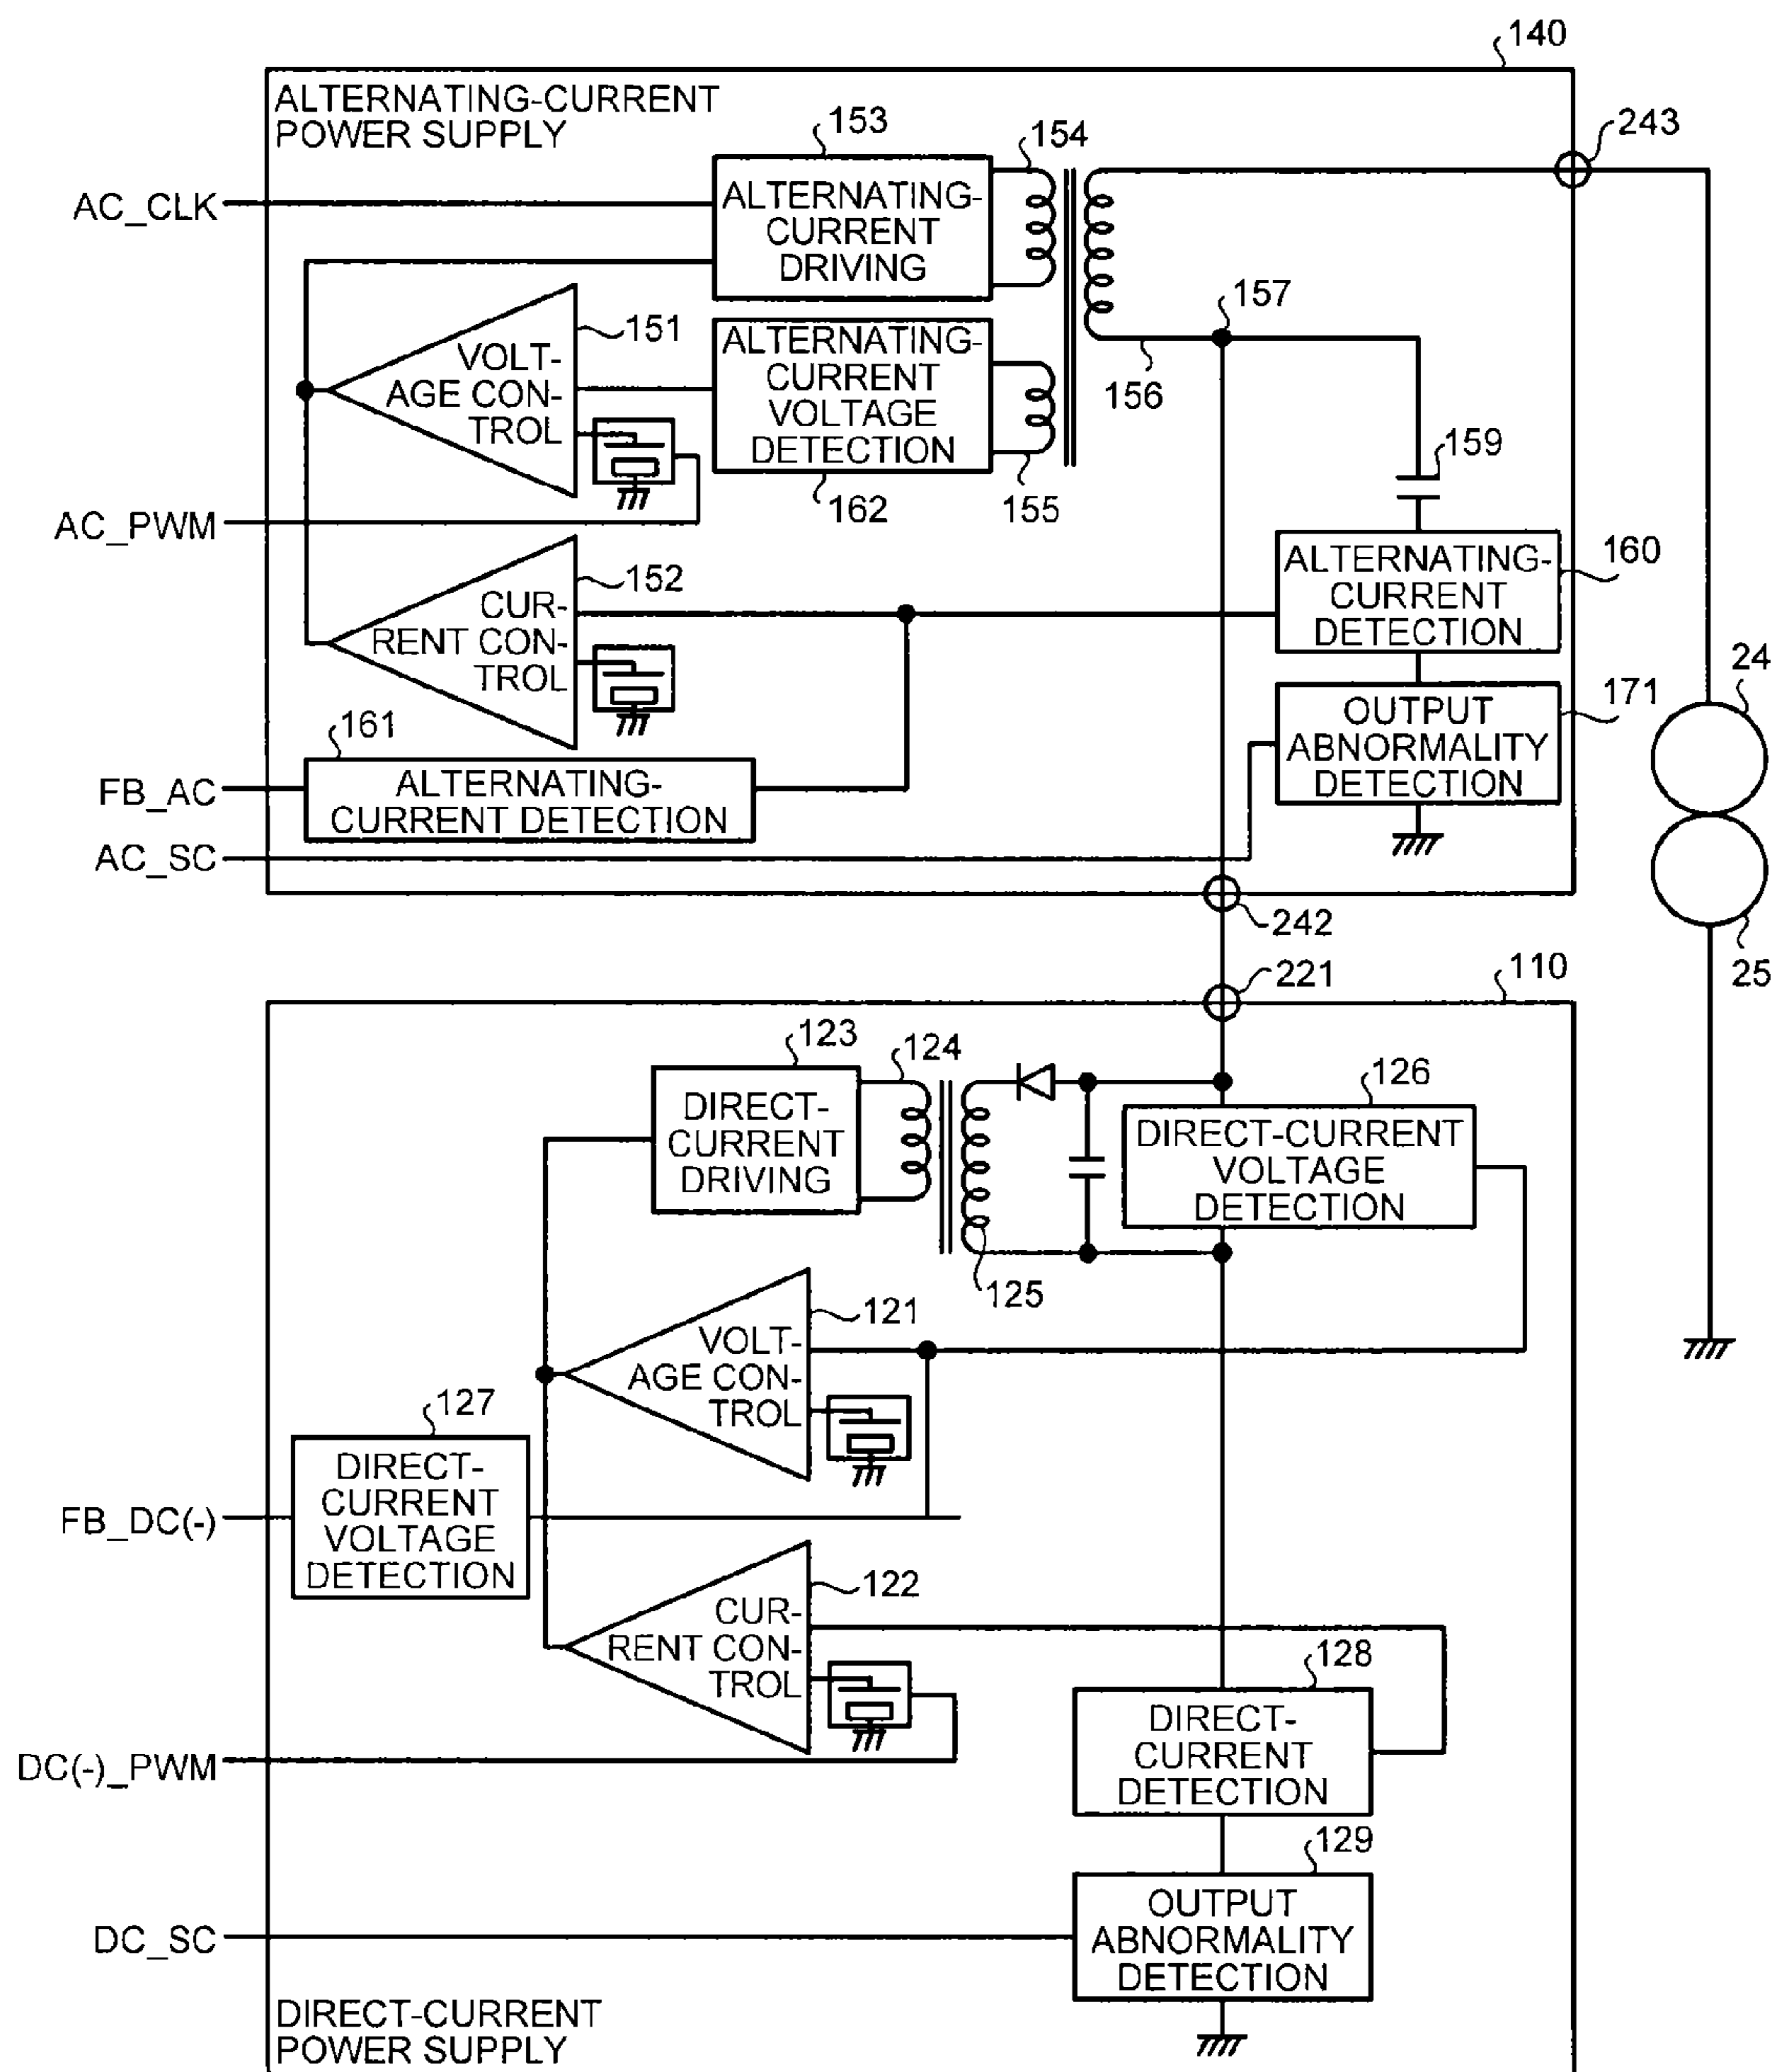 140
ALTERNATING-CURRENT
POWER SUPPLY
153
154
243
AC_CLK
ALTERNATING-
CURRENT
DRIVING
157
151
VOLT-
AGE CON-
TROL
ALTERNATING-
CURRENT
VOLTAGE
DETECTION
156
159
162
155
AC_PWM
152
CUR-
RENT CON-
TROL
ALTERNATING-
CURRENT
DETECTION
160
24
171
161
OUTPUT
ABNORMALITY
DETECTION
FB_AC
ALTERNATING-
CURRENT DETECTION
AC_SC
242
25
221
110
123
124
126
DIRECT-
CURRENT
DRIVING
DIRECT-CURRENT
VOLTAGE
DETECTION
125
121
VOLT-
AGE CON-
TROL
127
DIRECT-
CURRENT
VOLTAGE
DETECTION
FB_DC(-)
122
CUR-
RENT CON-
TROL
128
DIRECT-
CURRENT
DETECTION
DC(-)_PWM
129
OUTPUT
ABNORMALITY
DETECTION
DC_SC
DIRECT-CURRENT
POWER SUPPLY